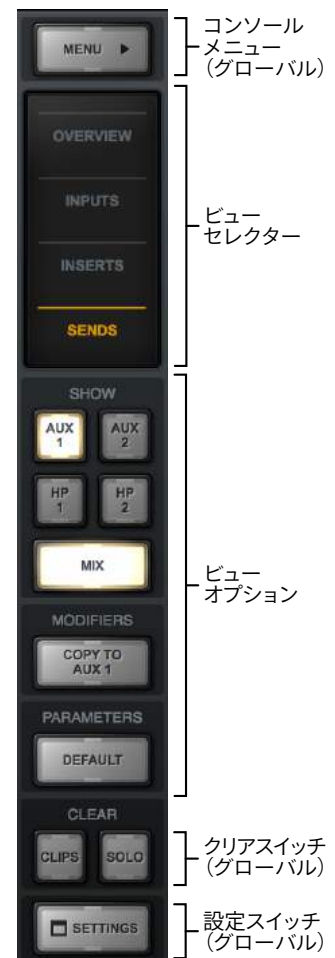 MENU
コンソール
メニュー
（グローバル）
OVERVIEW
INPUTS
INSERTS
SENDS
ビュー
セレクター
SHOW
AUX
1
AUX
2
HP
1
HP
2
MIX
MODIFIERS
COPY TO
AUX 1
PARAMETERS
DEFAULT
ビュー
オプション
CLEAR
CLIPS
SOLO
クリアスイッチ
（グローバル）
SETTINGS
設定スイッチ
（グローバル）